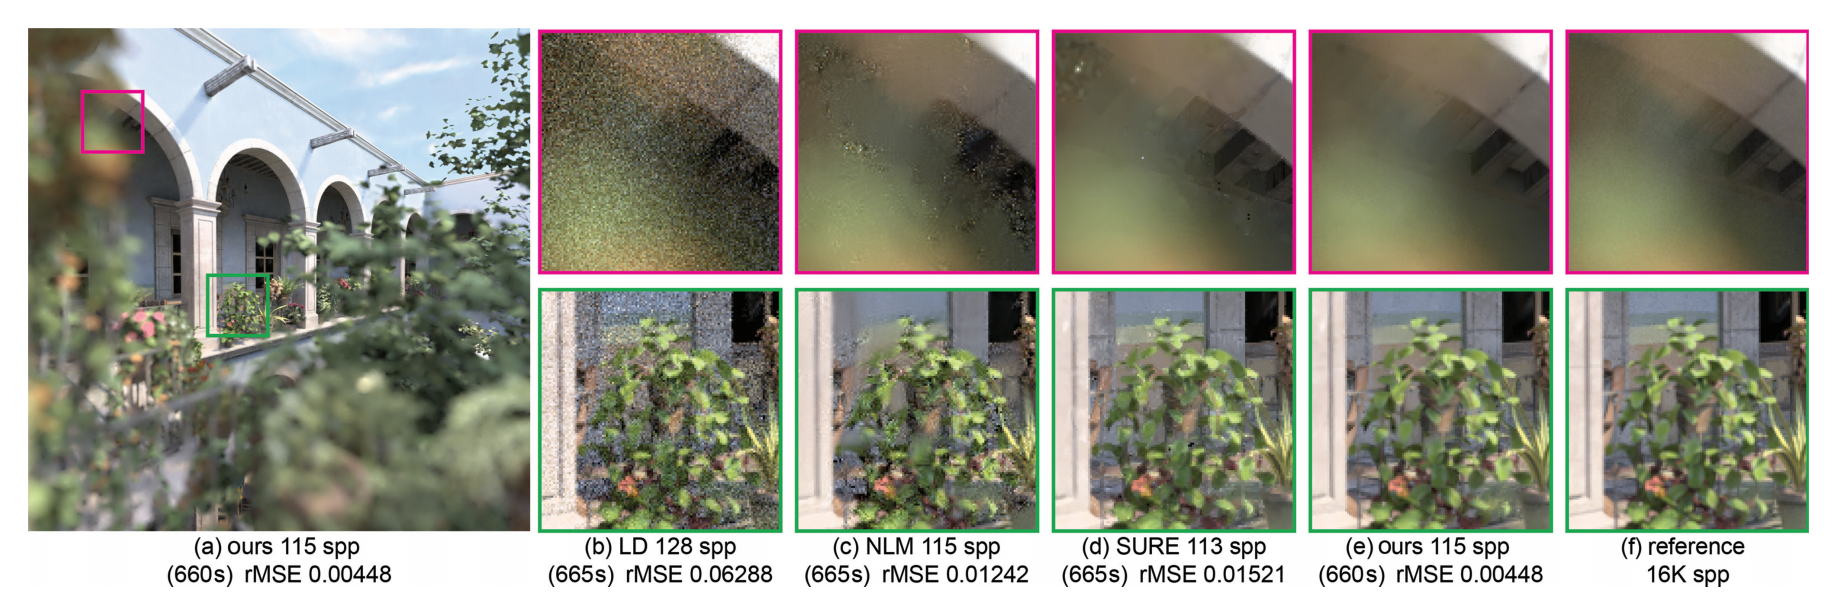 (a) ours 115 spp
(660s) rMSE 0.00448
(b) LD 128 spp
(665s) rMSE 0.06288
(c) NLM 115 spp
(665s) rMSE 0.01242
(d) SURE 113 spp
(665s) rMSE 0.01521
(e) ours 115 spp
(660s) rMSE 0.00448
(f) reference
16K spp